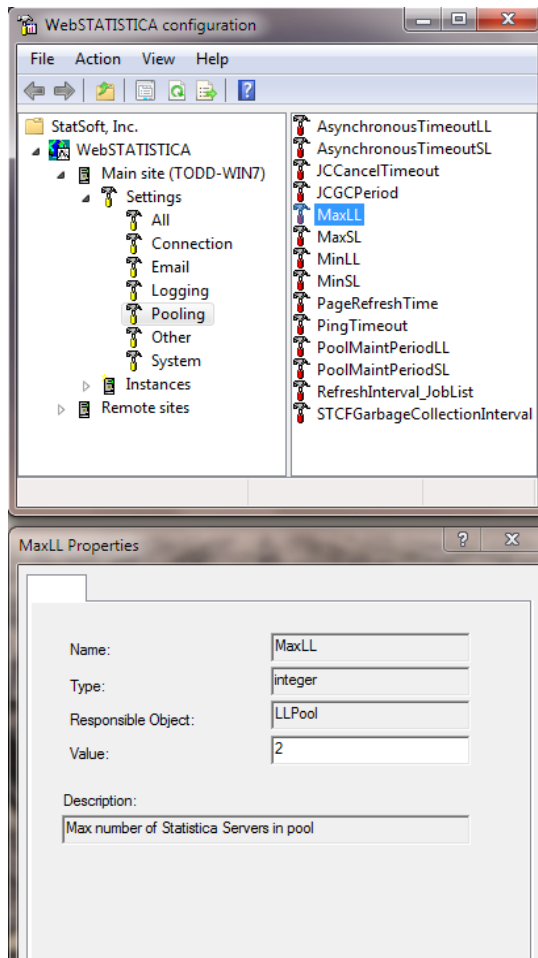 WebSTATISTICA configuration
File Action View Help
StatSoft, Inc.
WebSTATISTICA
Main site (TODD-WIN7)
Settings
All
Connection
Email
Logging
Pooling
Other
System
Instances
Remote sites
AsynchronousTimeoutLL
AsynchronousTimeoutSL
JCCancelTimeout
JCGCPeriod
MaxLL
MaxSL
MinLL
MinSL
PageRefreshTime
PingTimeout
PoolMaintPeriodLL
PoolMaintPeriodSL
RefreshInterval_JobList
STCFGarbageCollectionInterval
MaxLL Properties
Name: MaxLL
Type: integer
Responsible Object: LLPool
Value: 2
Description:
Max number of Statistica Servers in pool